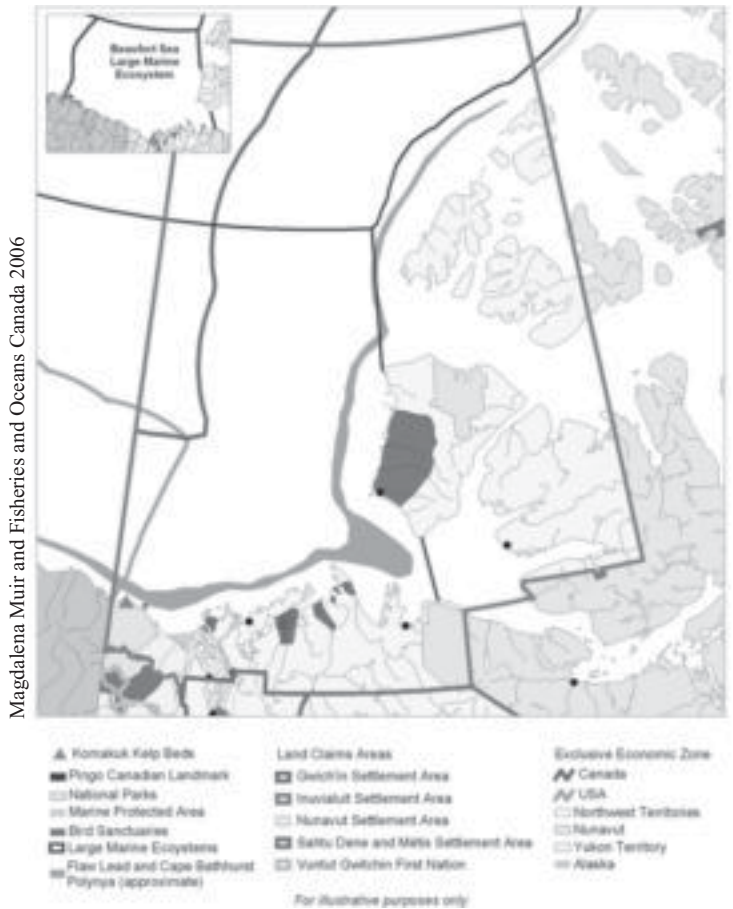 Beaufort Sea
Large Marine
Ecosystem
Magdalena Muir and Fisheries and Oceans Canada 2006
Komakuk Kelp Beds
Pingo Canadian Landmark
National Parks
Marine Protected Area
Bird Sanctuaries
Large Marine Ecoystems
Flaw Lead and Cape Bathhurst
Polynya (approximate)
Land Claims Areas
Gwich'in Settlement Area
Inuvialuit Settlement Area
Nunavut Settlement Area
Sahtu Dene and Metis Settlement Area
Vuntut Gwitchin First Nation
Exclusive Economic Zone
Canada
USA
Northwest Territories
Nunavut
Yukon Territory
Alaska
For illustrative purposes only